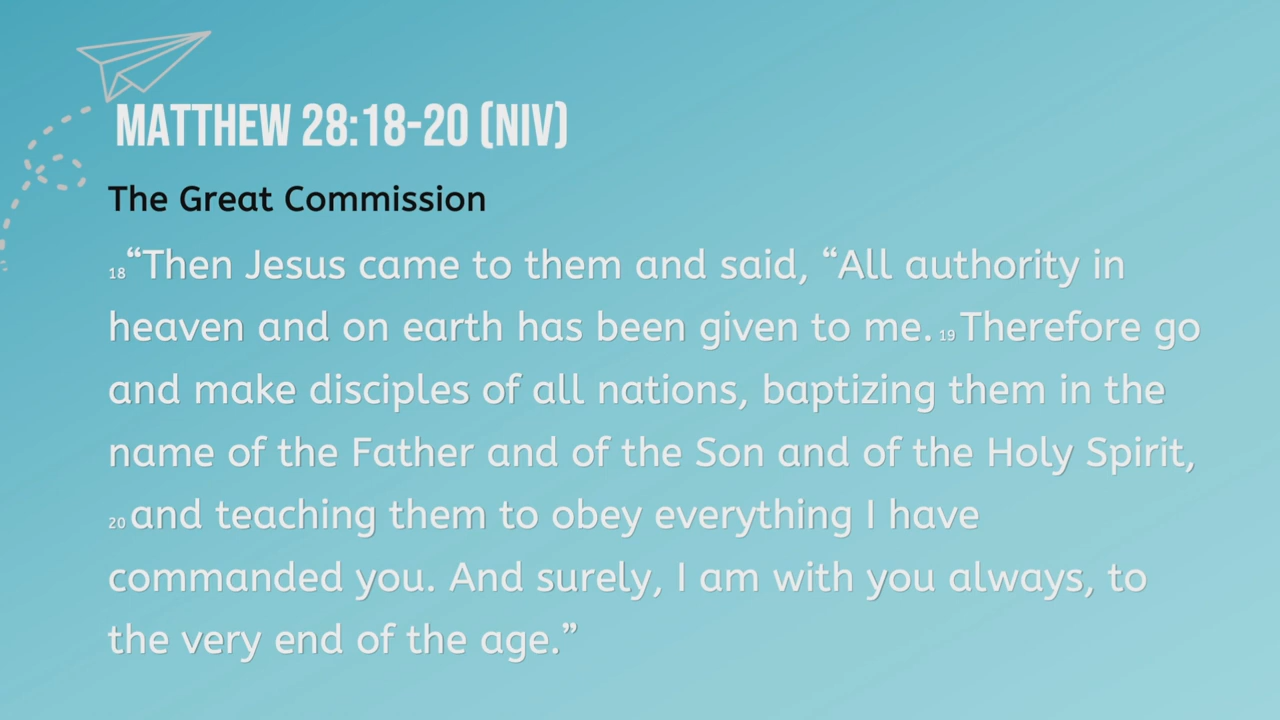 MATTHEW 28:18-20 (NIV)
The Great Commission
18“Then Jesus came to them and said, “All authority in
heaven and on earth has been given to me. 19 Therefore go
and make disciples of all nations, baptizing them in the
name of the Father and of the Son and of the Holy Spirit,
20 and teaching them to obey everything I have
commanded you. And surely, I am with you always, to
the very end of the age.”